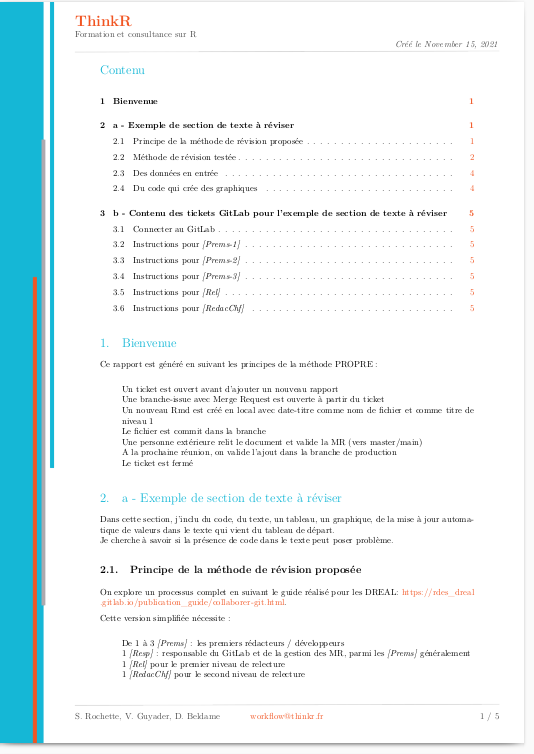 ThinkR
Formation et consultance sur R
Créé le November 15, 2021
Contenu
1 Bienvenue 1
2 a - Exemple de section de texte à réviser 1
2.1 Principe de la méthode de révision proposée . . . . . . . . . . . . . . . . . . . . . . 1
2.2 Méthode de révision testée . . . . . . . . . . . . . . . . . . . . . . . . . . . . . . . . 2
2.3 Des données en entrée . . . . . . . . . . . . . . . . . . . . . . . . . . . . . . . . . . 4
2.4 Du code qui crée des graphiques . . . . . . . . . . . . . . . . . . . . . . . . . . . . 4
3 b - Contenu des tickets GitLab pour l'exemple de section de texte à réviser 5
3.1 Connecter au GitLab . . . . . . . . . . . . . . . . . . . . . . . . . . . . . . . . . . . 5
3.2 Instructions pour [Prems-1] . . . . . . . . . . . . . . . . . . . . . . . . . . . . . . . 5
3.3 Instructions pour [Prems-2] . . . . . . . . . . . . . . . . . . . . . . . . . . . . . . . 5
3.4 Instructions pour [Prems-3] . . . . . . . . . . . . . . . . . . . . . . . . . . . . . . . 5
3.5 Instructions pour [Rel] . . . . . . . . . . . . . . . . . . . . . . . . . . . . . . . . . . 5
3.6 Instructions pour [RedacChf] . . . . . . . . . . . . . . . . . . . . . . . . . . . . . . 5
1. Bienvenue
Ce rapport est généré en suivant les principes de la méthode PROPRE :
Un ticket est ouvert avant d'ajouter un nouveau rapport
Une branche-issue avec Merge Request est ouverte à partir du ticket
Un nouveau Rmd est créé en local avec date-titre comme nom de fichier et comme titre de
niveau 1
Le fichier est commit dans la branche
Une personne extérieure relit le document et valide la MR (vers master/main)
A la prochaine réunion, on valide l'ajout dans la branche de production
Le ticket est fermé
2. a - Exemple de section de texte à réviser
Dans cette section, j'inclu du code, du texte, un tableau, un graphique, de la mise à jour automa-
tique de valeurs dans le texte qui vient du tableau de départ.
Je cherche à savoir si la présence de code dans le texte peut poser problème.
2.1. Principe de la méthode de révision proposée
On explore un processus complet en suivant le guide réalisé pour les DREAL: https://rdes_dreal
.gitlab.io/publication_guide/collaborer-git.html.
Cette version simplifiée nécessite :
De 1 à 3 [Prems] : les premiers rédacteurs / développeurs
1 [Resp] : responsable du GitLab et de la gestion des MR, parmi les [Prems] généralement
1 [Rel] pour le premier niveau de relecture
1 [RedacChf] pour le second niveau de relecture
S. Rochette, V. Guyader, D. Beldame workflow@thinkr.fr 1 / 5